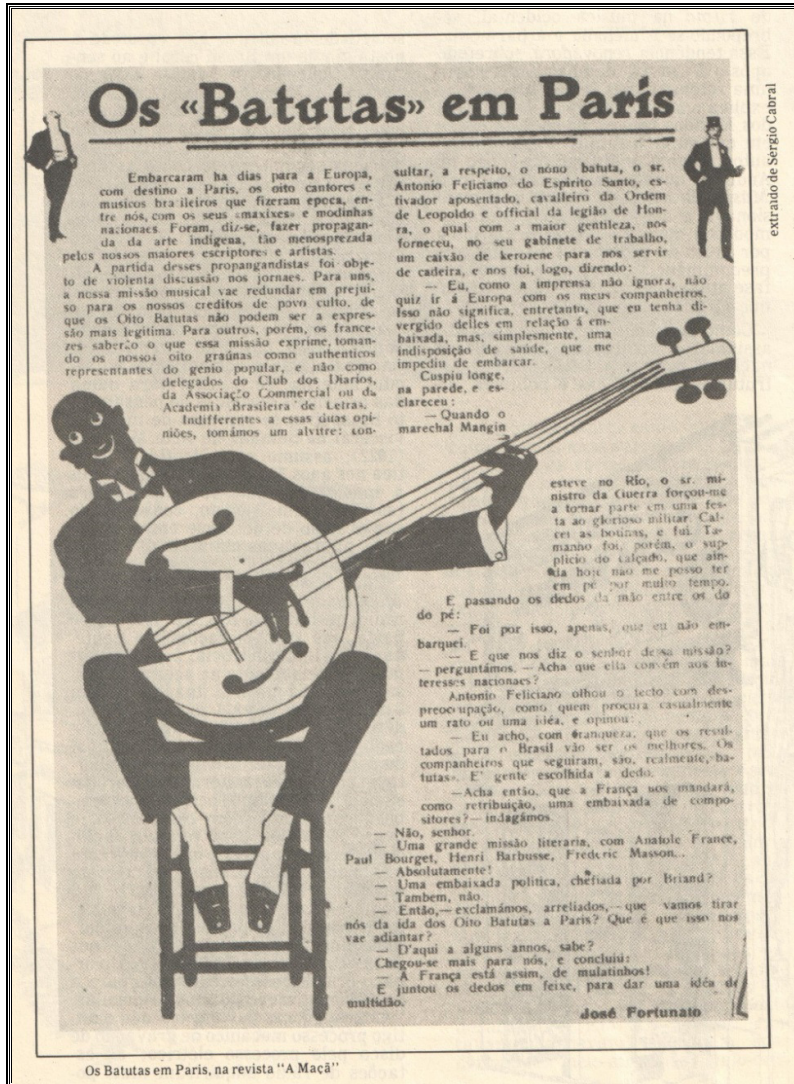 Os «Batutas» em Paris
Embarcaram ha dias para a Europa,
com destino a Paris, os oito cantores e
musicos bra ileiros que fizeram epoca, en-
tre nós, com os seus «maxixes» e modinhas
nacionaes. Foram, diz-se, fazer propagan-
da da arte indigena, tão menosprezada
pelos nossos maiores escriptores e artistas.
A partida desses propangandistas foi obje-
to de violenta discussão nos jornaes. Para uns,
a nossa missão musical vae redundar em prejui-
so para os nossos creditos de povo culto, de
que os Oito Batutas não podem ser a expres-
são mais legitima. Para outros, porém, os france-
zes saberão o que essa missão exprime, toman-
do os nossos oito graúnas como authenticos
representantes do genio popular, e não como
delegados do Club dos Diarios,
da Associação Commercial ou da
Academia Brasileira de Letras.
Indifferentes a essas duas opi-
niões, tomámos um alvitre: con-
sultar, a respeito, o nono batuta, o sr.
Antonio Feliciano do Espirito Santo, es-
tivador aposentado, cavalleiro da Ordem
de Leopoldo e official da legião de Hon-
ra, o qual com a maior gentileza, nos
forneceu, no seu gabinete de trabalho,
um caixão de kerozene para nos servir
de cadeira, e nos foi, logo, dizendo:
— Eu, como a imprensa não ignora, não
quiz ir á Europa com os meus companheiros.
Isso não significa, entretanto, que eu tenha di-
vergido delles em relação á em-
baixada, mas, simplesmente, uma
indisposição de saúde, que me
impediu de embarcar.
Cuspiu longe,
na parede, e es-
clareceu:
— Quando o
marechal Mangin
esteve no Rio, o sr. mi-
nistro da Guerra forçou-me
a tomar parte em uma fes-
ta ao glorioso militar. Cal-
cei as botinas, e fui. Ta-
manho foi, porém, o sup-
plicio do calçado, que ain-
da hoje não me posso ter
em pé por muito tempo.
E passando os dedos da mão entre os do
do pé:
— Foi por isso, apenas, que eu não em-
barquei.
— E que nos diz o senhor dessa missão?
— perguntámos. — Acha que ella convém aos in-
teresses nacionaes?
Antonio Feliciano olhou o tecto com des-
preoccupação, como quem procura casualmente
um rato ou uma idéa, e opinou:
— Eu acho, com franqueza, que os resul-
tados para o Brasil vão ser os melhores. Os
companheiros que seguiram, são, realmente, «ba-
tutas». E' gente escolhida a dedo.
—Acha então, que a França nos mandará,
como retribuição, uma embaixada de compo-
sitores?— indagámos.
— Não, senhor.
— Uma grande missão literaria, com Anatole France,
Paul Bourget, Henri Barbusse, Frederic Masson...
— Absolutamente!
— Uma embaixada politica, chefiada por Briand?
— Tambem, não.
— Então,— exclamámos, arreliados,— que vamos tirar
nós da ida dos Oito Batutas a Paris? Que é que isso nos
vae adiantar?
— D'aqui a alguns annos, sabe?
Chegou-se mais para nós, e concluiu:
— A França está assim, de mulatinhos!
E juntou os dedos em feixe, para dar uma idéa de
multidão.
José Fortunato
extraído de Sergio Cabral
Os Batutas em Paris, na revista "A Maçã"